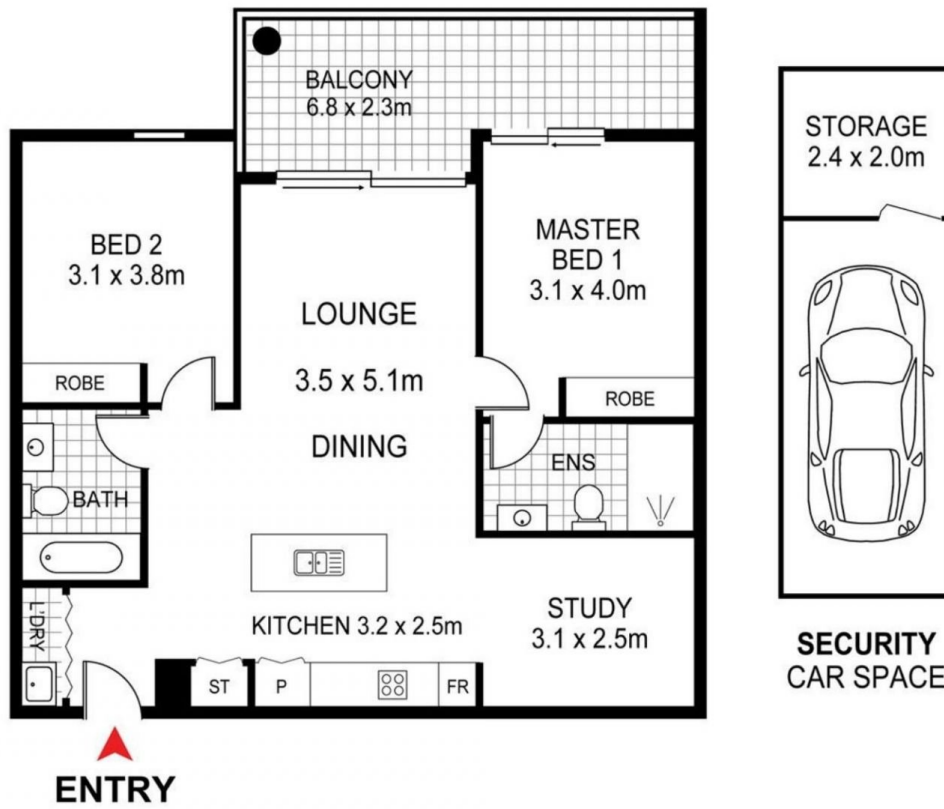 BALCONY
6.8 x 2.3m
STORAGE
2.4 x 2.0m
BED 2
3.1 x 3.8m
MASTER
BED 1
3.1 x 4.0m
LOUNGE
3.5 x 5.1m
DINING
ROBE
ROBE
BATH
ENS
L'DRY
KITCHEN 3.2 x 2.5m
STUDY
3.1 x 2.5m
ST
P
FR
SECURITY
CAR SPACE
ENTRY